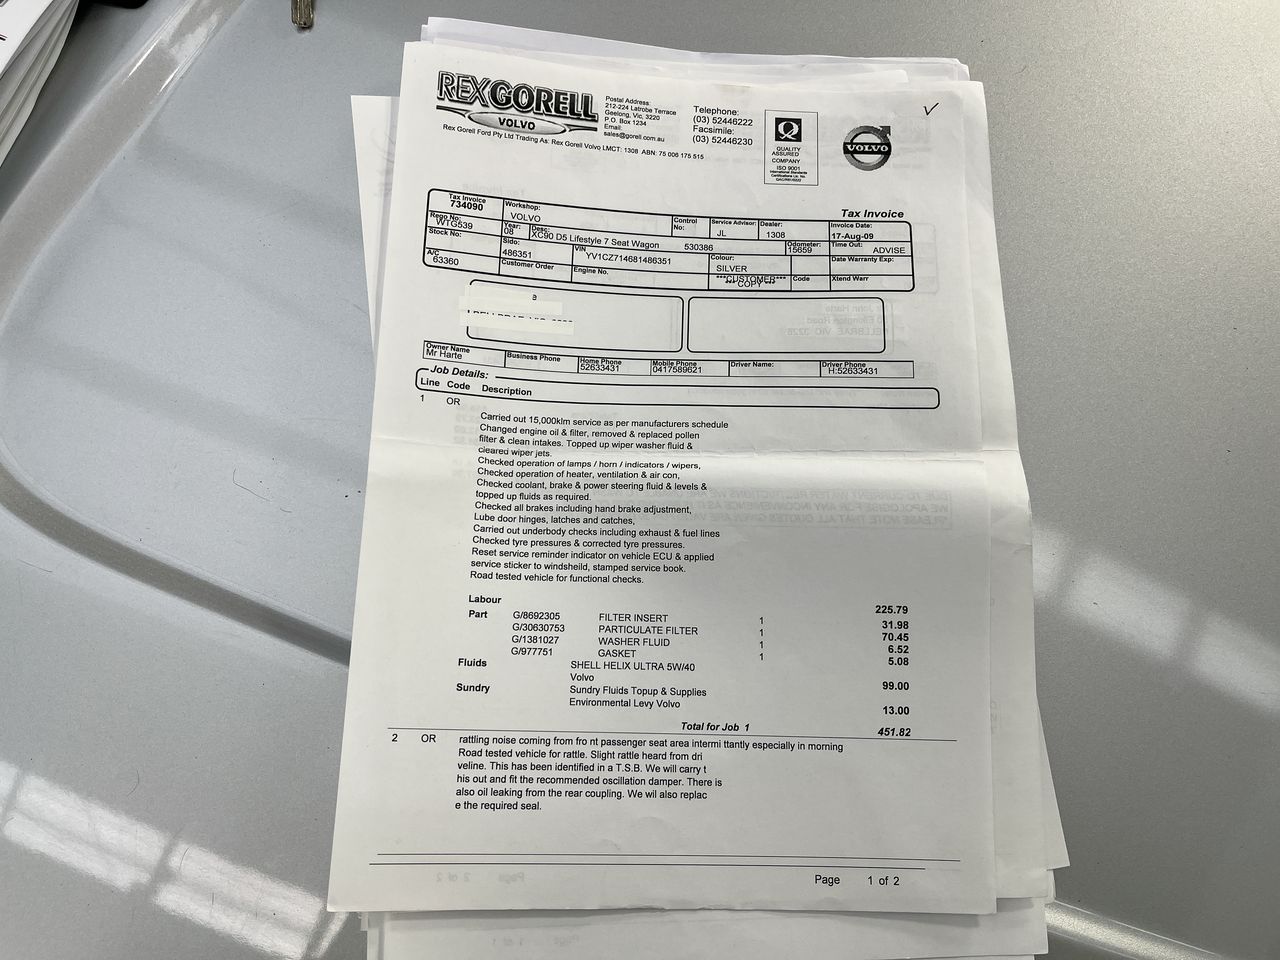 REX GORELL
VOLVO
Postal Address:
212-224 Latrobe Terrace
Geelong, Vic, 3220
P.O. Box 1234
Email:
sales@gorell.com.au
Telephone:
(03) 52446222
Facsimile:
(03) 52446230
QUALITY
ASSURED
COMPANY
ISO 9001
International Standards
VOLVO
Rex Gorell Ford Pty Ltd Trading As: Rex Gorell Volvo LMCT: 1308 ABN: 75 006 175 515
Tax Invoice
Tax Invoice 734090
Workshop: VOLVO
Control No:
Service Advisor: JL
Dealer: 1308
Invoice Date: 17-Aug-09
Rego No: WTG539
Year: 08
Desc: XC90 D5 Lifestyle 7 Seat Wagon 530386
Odometer: 15659
Time Out: ADVISE
Stock No:
Sido: 486351
VIN YV1CZ714681486351
Colour: SILVER
Date Warranty Exp:
A/C 63360
Customer Order
Engine No.
***CUSTOMER***
*** COPY ***
Code
Xtend Warr
Owner Name Mr Harte
Business Phone
Home Phone 52633431
Mobile Phone 0417589621
Driver Name:
Driver Phone H:52633431
Job Details:
Line Code Description
1 OR
Carried out 15,000klm service as per manufacturers schedule
Changed engine oil & filter, removed & replaced pollen
filter & clean intakes. Topped up wiper washer fluid &
cleared wiper jets.
Checked operation of lamps / horn / indicators / wipers,
Checked operation of heater, ventilation & air con,
Checked coolant, brake & power steering fluid & levels &
topped up fluids as required.
Checked all brakes including hand brake adjustment,
Lube door hinges, latches and catches,
Carried out underbody checks including exhaust & fuel lines
Checked tyre pressures & corrected tyre pressures.
Reset service reminder indicator on vehicle ECU & applied
service sticker to windsheild, stamped service book.
Road tested vehicle for functional checks.
Labour 225.79
Part G/8692305 FILTER INSERT 1 31.98
G/30630753 PARTICULATE FILTER 1 70.45
G/1381027 WASHER FLUID 1 6.52
G/977751 GASKET 1 5.08
Fluids SHELL HELIX ULTRA 5W/40
Volvo 99.00
Sundry Sundry Fluids Topup & Supplies
Environmental Levy Volvo 13.00
Total for Job 1 451.82
2 OR rattling noise coming from fro nt passenger seat area intermi ttantly especially in morning
Road tested vehicle for rattle. Slight rattle heard from dri
veline. This has been identified in a T.S.B. We will carry t
his out and fit the recommended oscillation damper. There is
also oil leaking from the rear coupling. We wil also replac
e the required seal.
Page 1 of 2